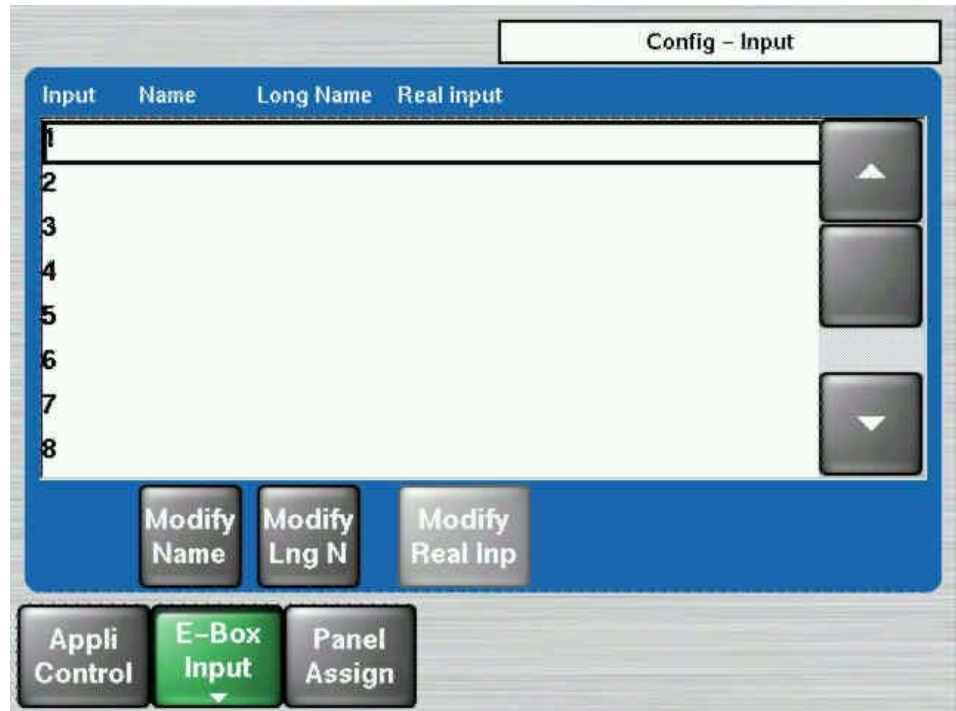 Config – Input
Input Name Long Name Real input
1
2
3
4
5
6
7
8
Modify Name
Modify Lng N
Modify Real Inp
Appli Control
E–Box Input
Panel Assign